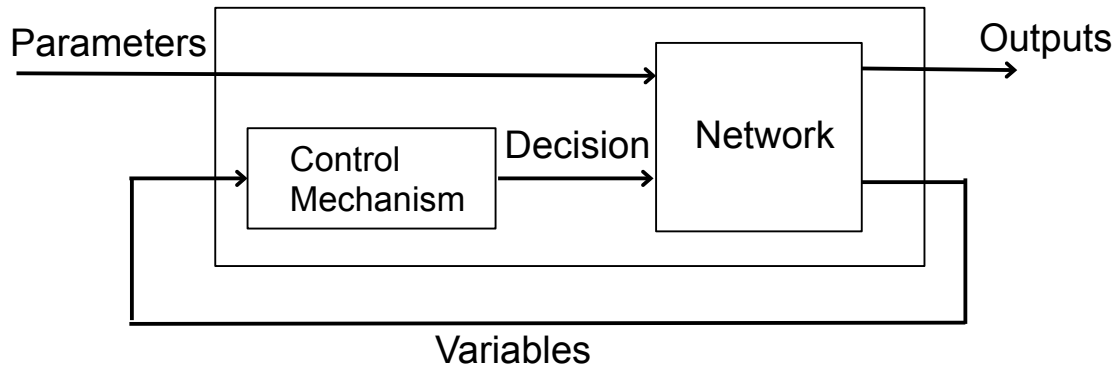 Parameters
Outputs
Network
Decision
Control
Mechanism
Variables